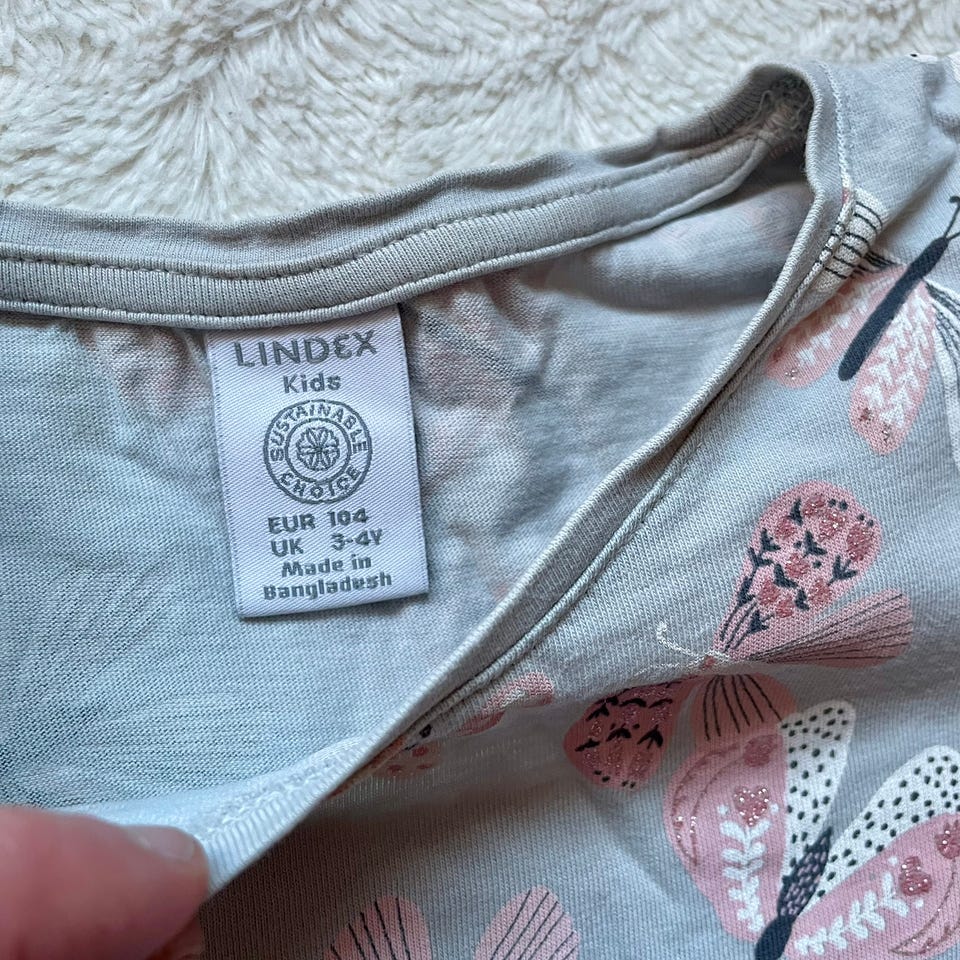 LINDEX
Kids
SUSTAINABLE
CHOICE
EUR 104
UK 3-4Y
Made in
Bangladesh